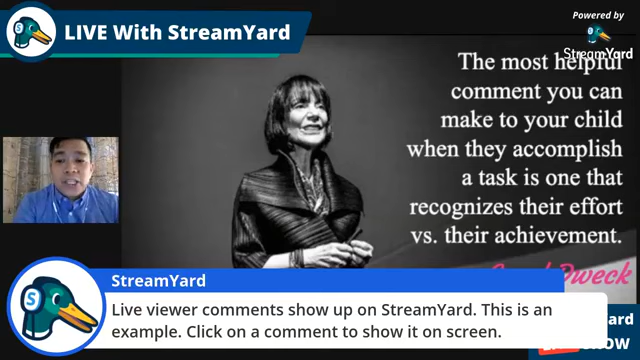 LIVE With StreamYard
Powered by
StreamYard
The most helpful
comment you can
make to your child
when they accomplish
a task is one that
recognizes their effort
vs. their achievement.
Dweck
StreamYard
Live viewer comments show up on StreamYard. This is an
example. Click on a comment to show it on screen.